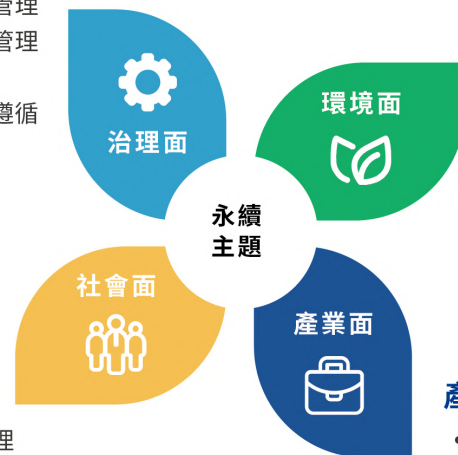 管理
管理
遵循
治理面
環境面
永續
主題
社會面
產業面
產
理